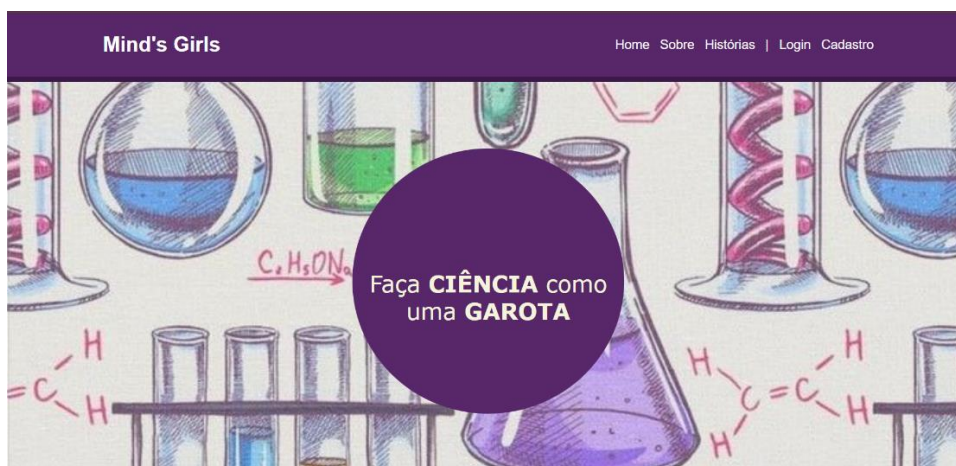 Mind's Girls
Home Sobre Histórias | Login Cadastro
C₂H₅ONa
Faça CIÊNCIA como
uma GAROTA
H
=C
H
H
C=C
H
H
H